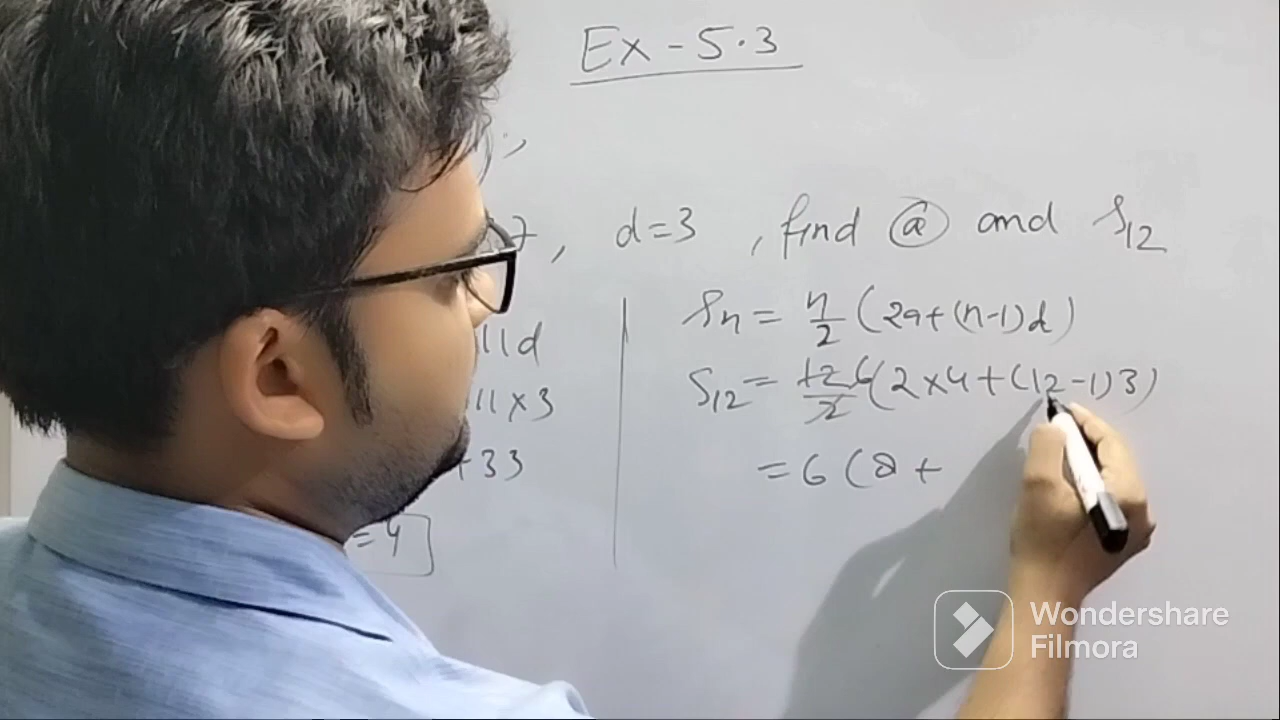 Ex-5.3
7, d=3, find (a) and S12
11d
11×3
+33
=4
Sn = n/2 (2a+(n-1)d)
S12 = 12/2 6(2×4+(12-1)3)
=6(8+
Wondershare
Filmora